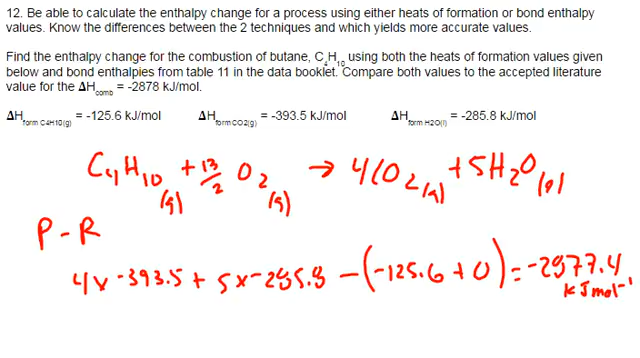 12. Be able to calculate the enthalpy change for a process using either heats of formation or bond enthalpy
values. Know the differences between the 2 techniques and which yields more accurate values.
Find the enthalpy change for the combustion of butane, C4H10 using both the heats of formation values given
below and bond enthalpies from table 11 in the data booklet. Compare both values to the accepted literature
value for the ΔHcomb = -2878 kJ/mol.
ΔHform C4H10(g) = -125.6 kJ/mol ΔHform CO2(g) = -393.5 kJ/mol ΔHform H2O(l) = -285.8 kJ/mol
C4H10(g) + 13/2 O2(g) → 4CO2(g) + 5H2O(l)
P-R
4x-393.5 + 5x-285.8 - (-125.6 + 0) = -2877.4
kJmol-1